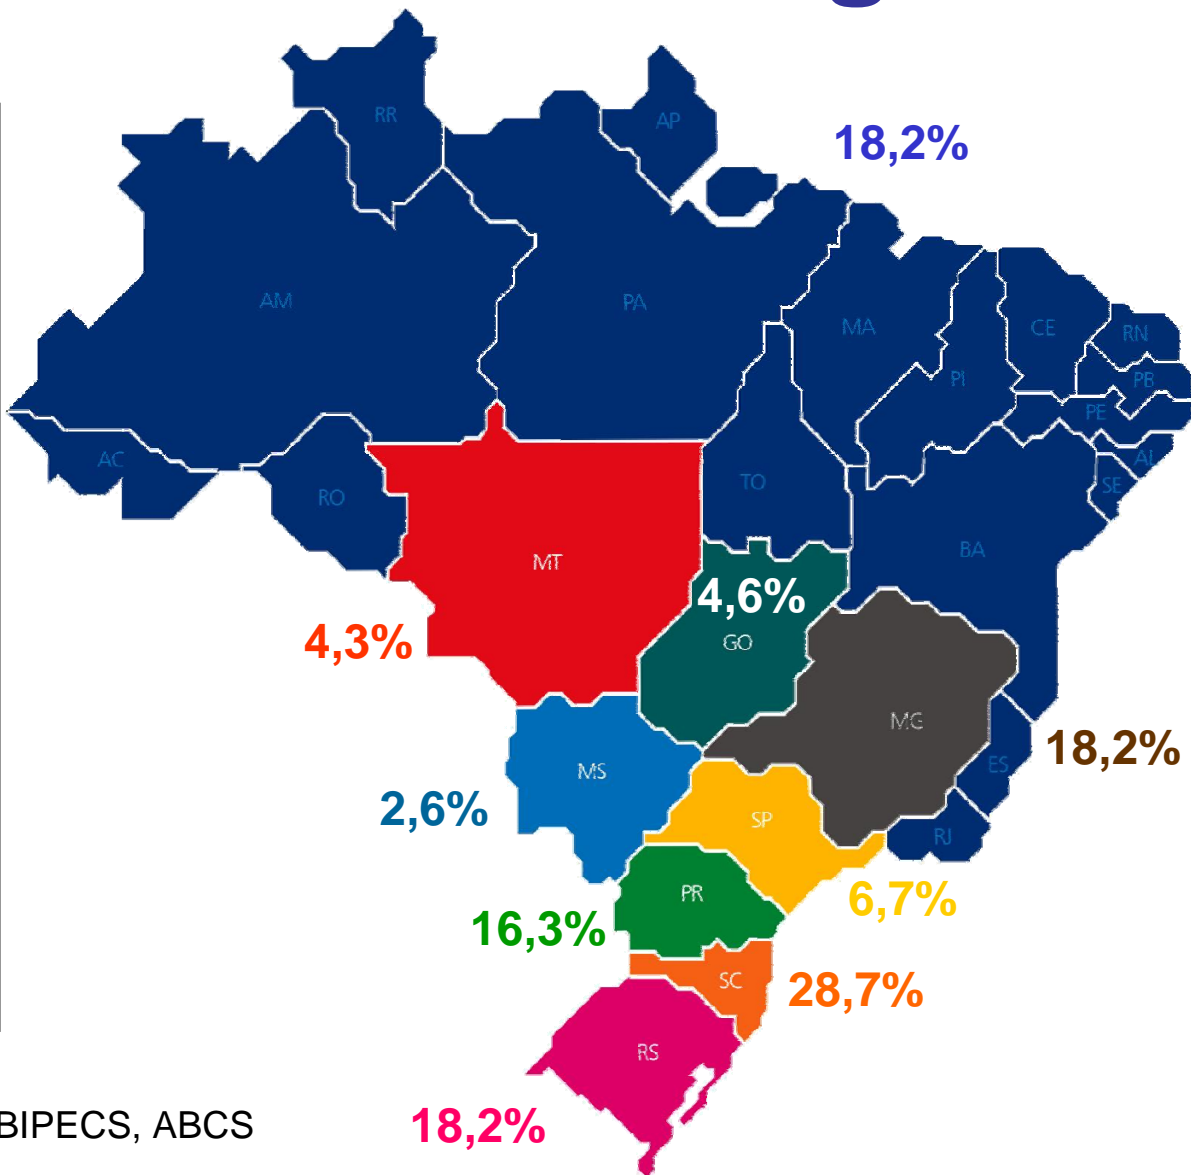 RR
AP
18,2%
AM
PA
MA
CE
RN
PI
PB
PE
AC
RO
TO
AL
SE
BA
MT
4,6%
4,3%
GO
MG
18,2%
ES
MS
2,6%
SP
RJ
PR
6,7%
16,3%
SC
28,7%
RS
BIPECS, ABCS
18,2%